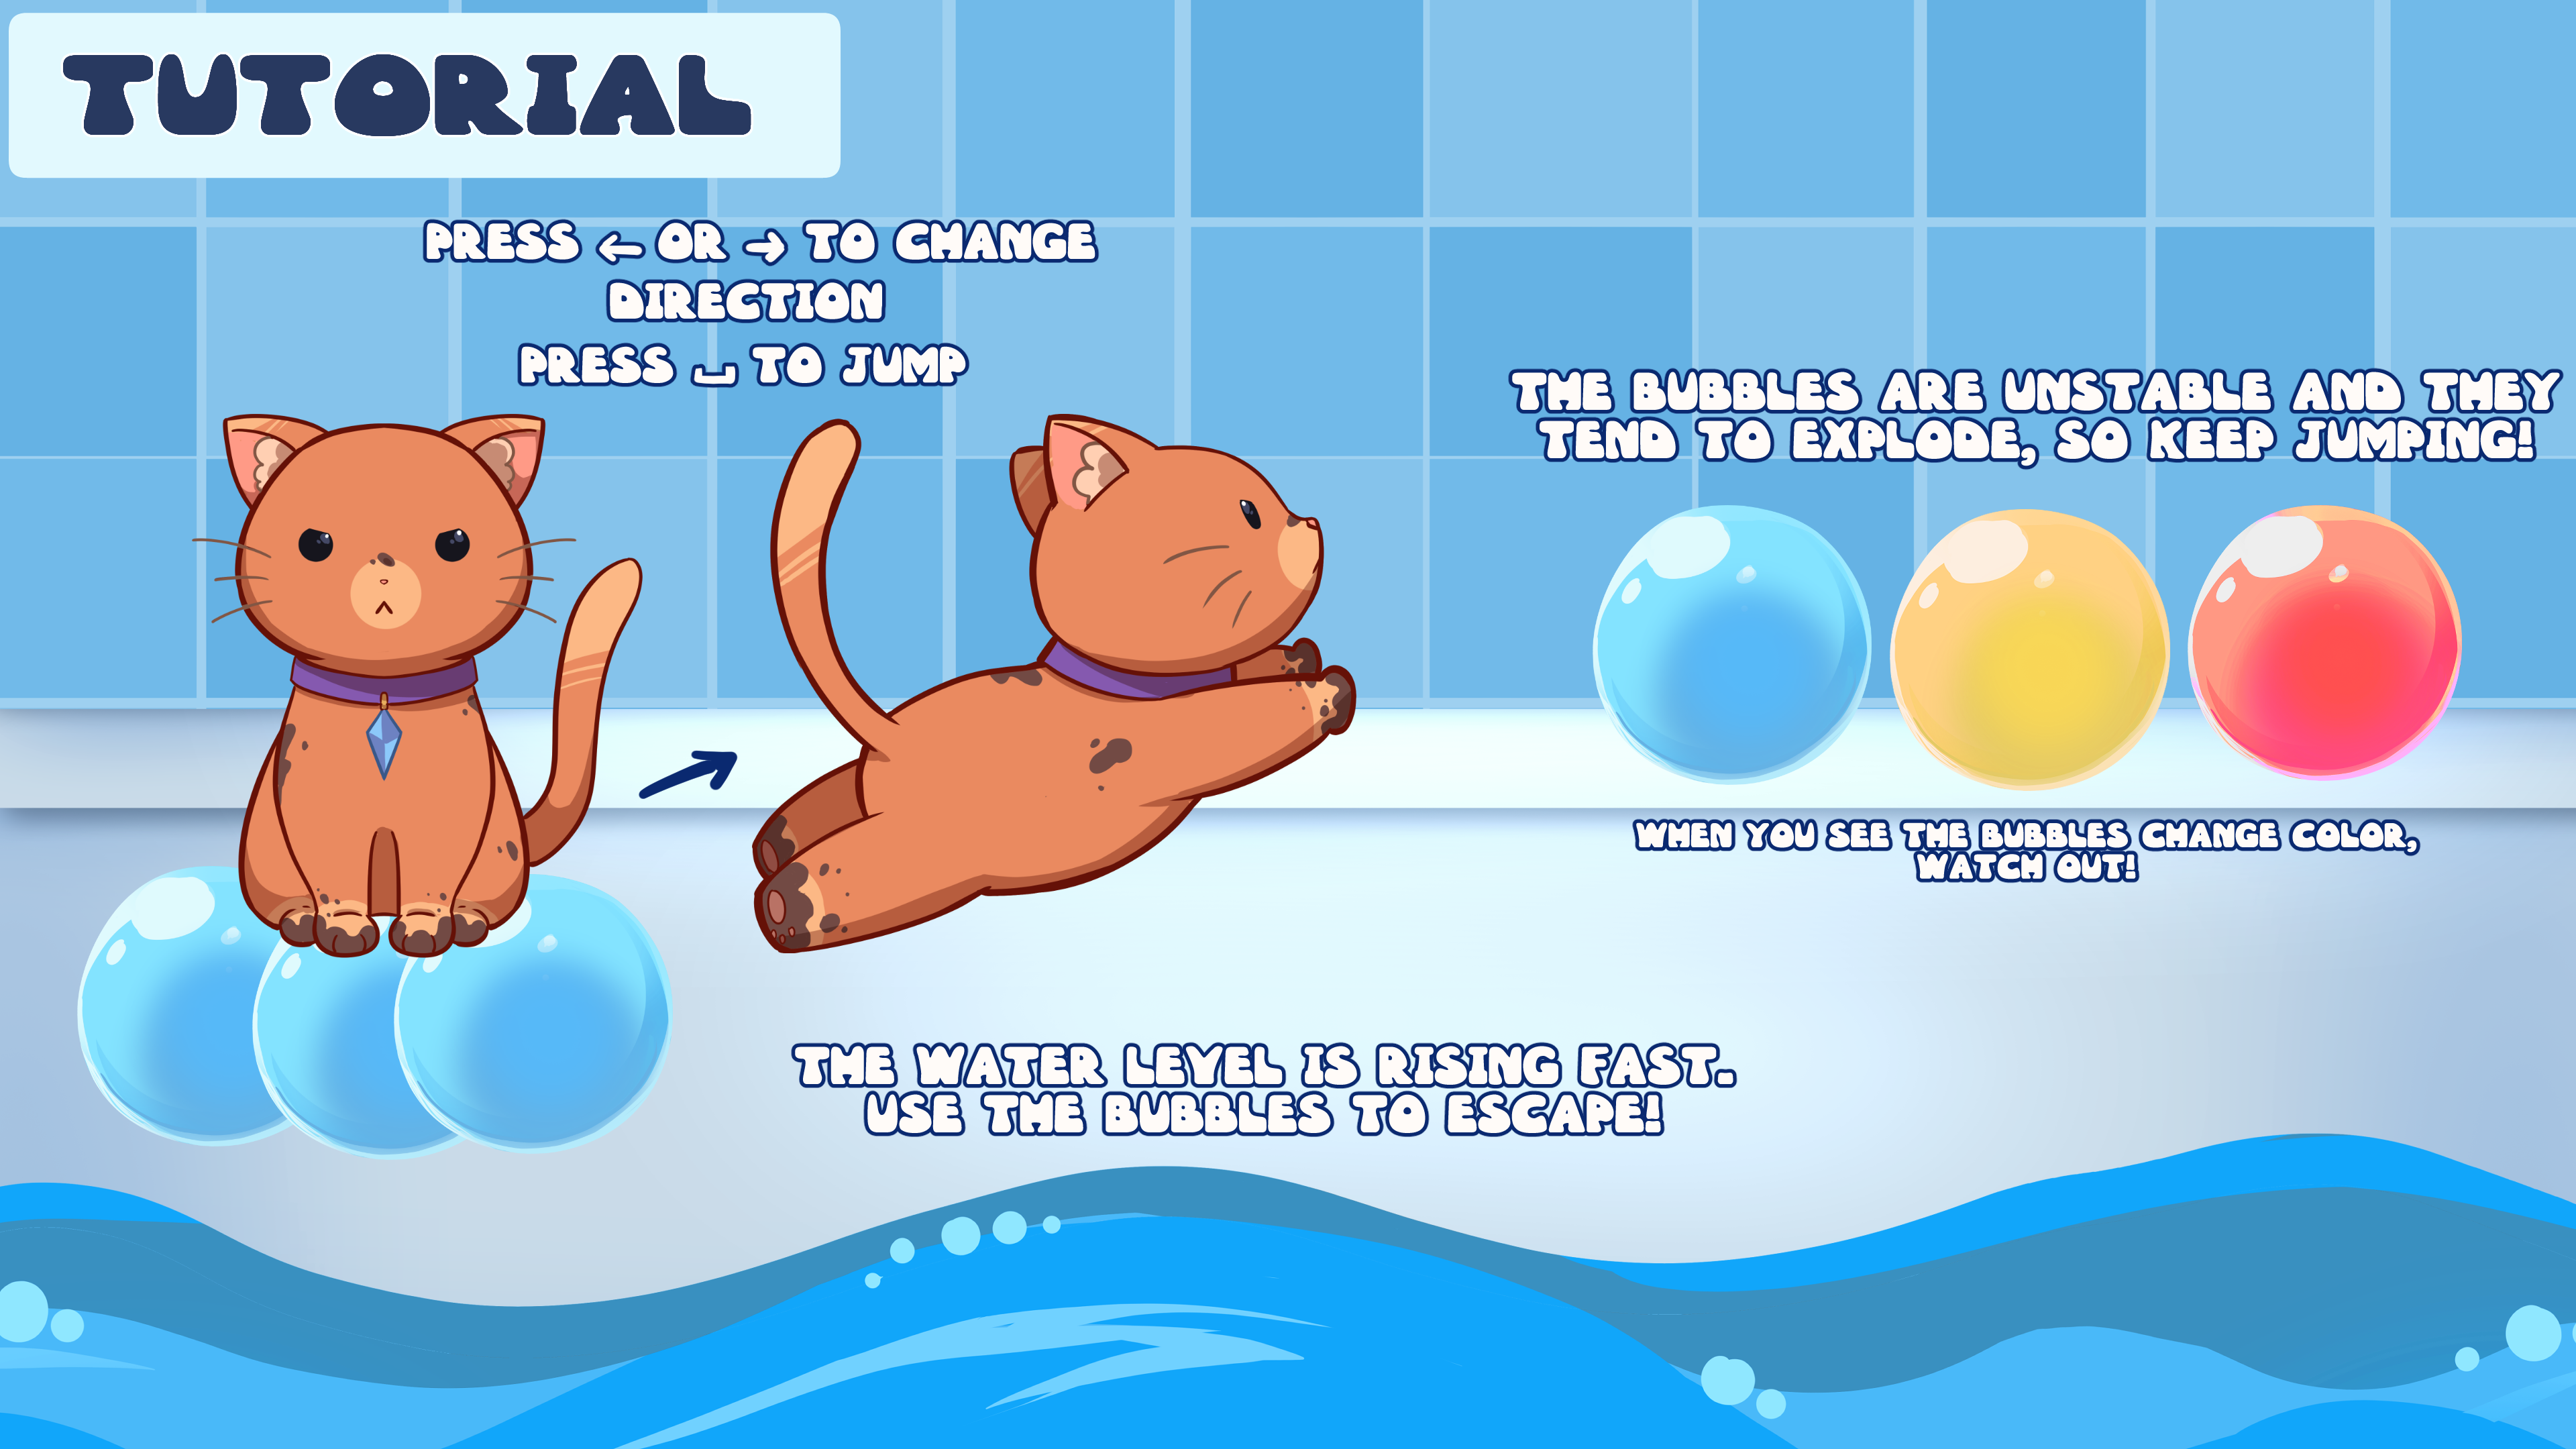 TUTORIAL
PRESS ← OR → TO CHANGE
DIRECTION
PRESS ⎵ TO JUMP
THE BUBBLES ARE UNSTABLE AND THEY
TEND TO EXPLODE, SO KEEP JUMPING!
WHEN YOU SEE THE BUBBLES CHANGE COLOR,
WATCH OUT!
THE WATER LEVEL IS RISING FAST.
USE THE BUBBLES TO ESCAPE!